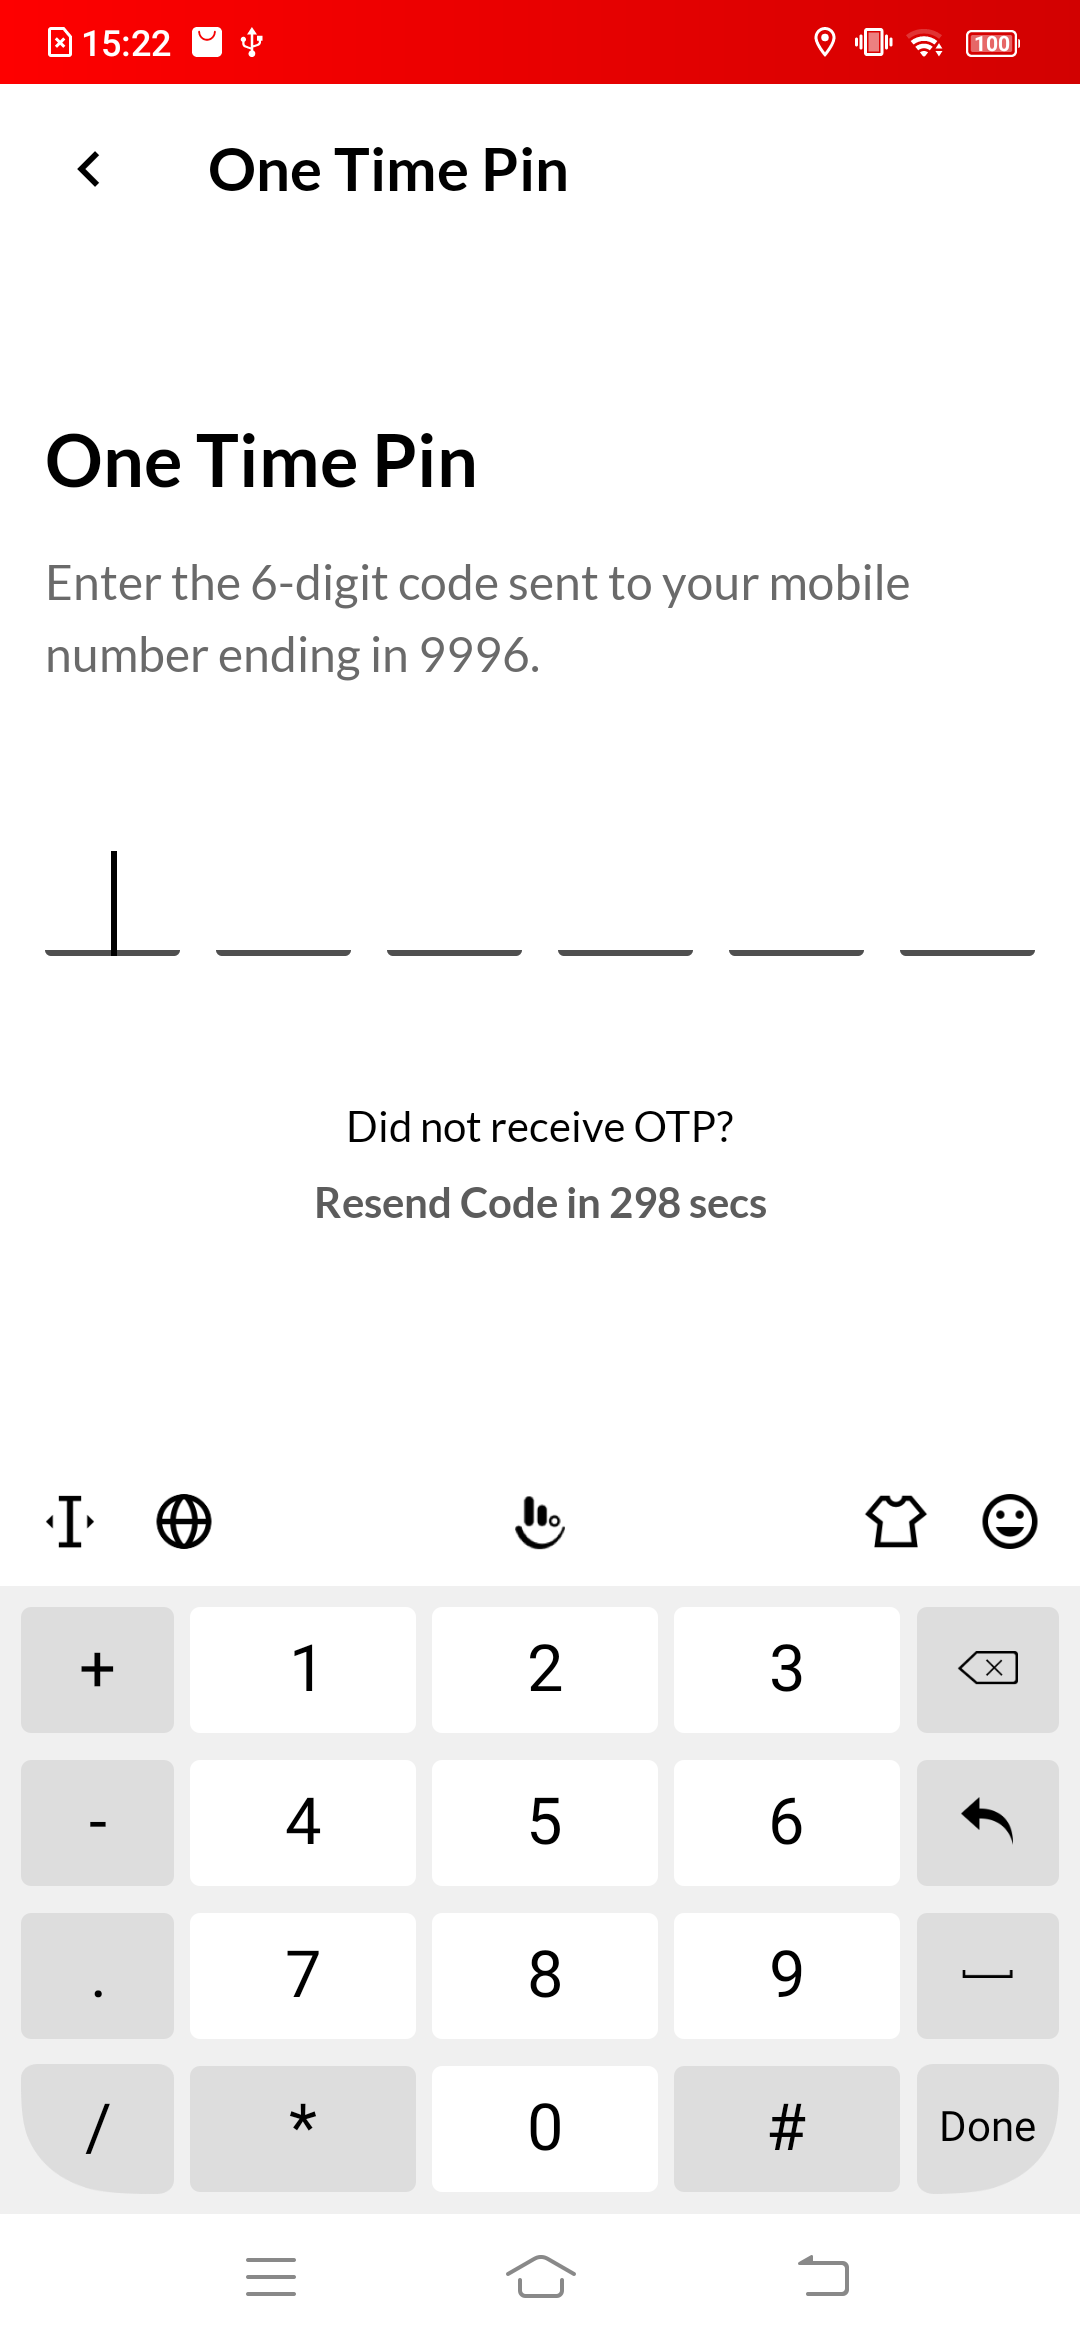 15:22
100
One Time Pin
One Time Pin
Enter the 6-digit code sent to your mobile
number ending in 9996.
Did not receive OTP?
Resend Code in 298 secs
+ 1 2 3
- 4 5 6
. 7 8 9
/ * 0 # Done